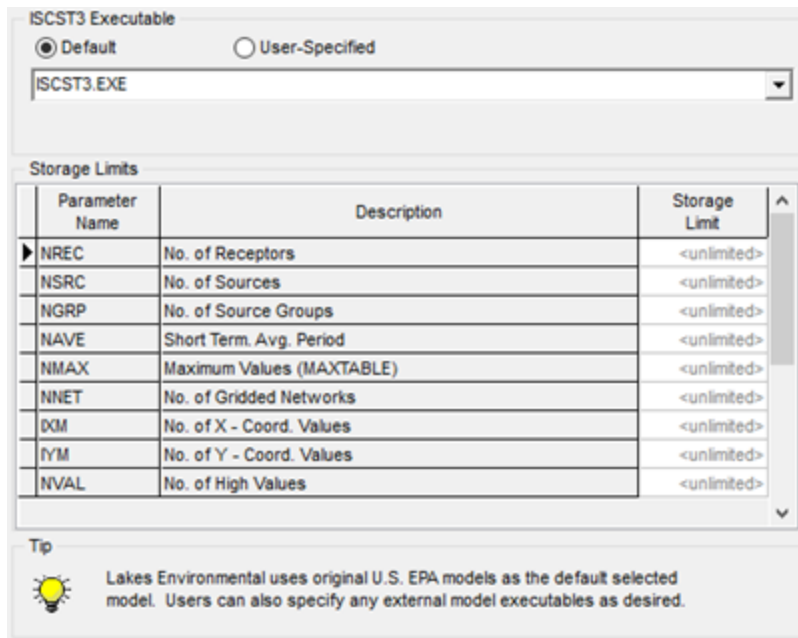 ISCST3 Executable
Default
User-Specified
ISCST3.EXE
Storage Limits
Parameter Name Description Storage Limit
NREC No. of Receptors <unlimited>
NSRC No. of Sources <unlimited>
NGRP No. of Source Groups <unlimited>
NAVE Short Term. Avg. Period <unlimited>
NMAX Maximum Values (MAXTABLE) <unlimited>
NNET No. of Gridded Networks <unlimited>
IXM No. of X - Coord. Values <unlimited>
IYM No. of Y - Coord. Values <unlimited>
NVAL No. of High Values <unlimited>
Tip
Lakes Environmental uses original U.S. EPA models as the default selected
model. Users can also specify any external model executables as desired.